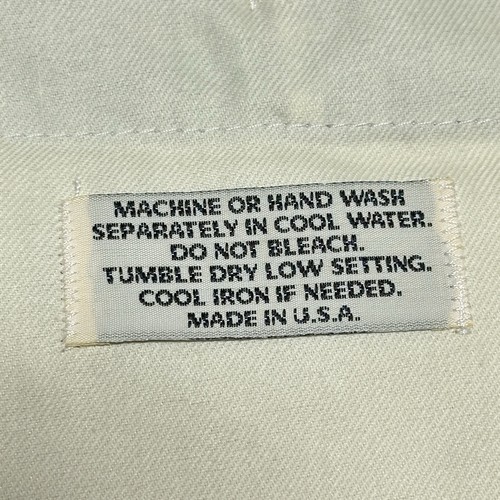 MACHINE OR HAND WASH
SEPARATELY IN COOL WATER.
DO NOT BLEACH.
TUMBLE DRY LOW SETTING.
COOL IRON IF NEEDED.
MADE IN U.S.A.